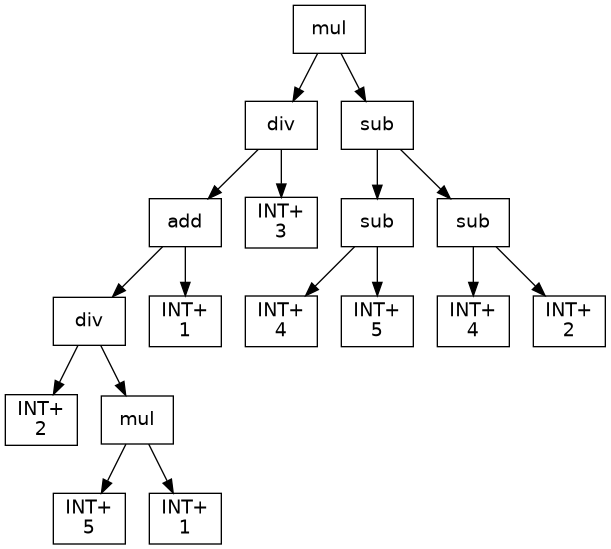 mul
div
sub
add
INT+
3
sub
sub
div
INT+
1
INT+
4
INT+
5
INT+
4
INT+
2
INT+
2
mul
INT+
5
INT+
1